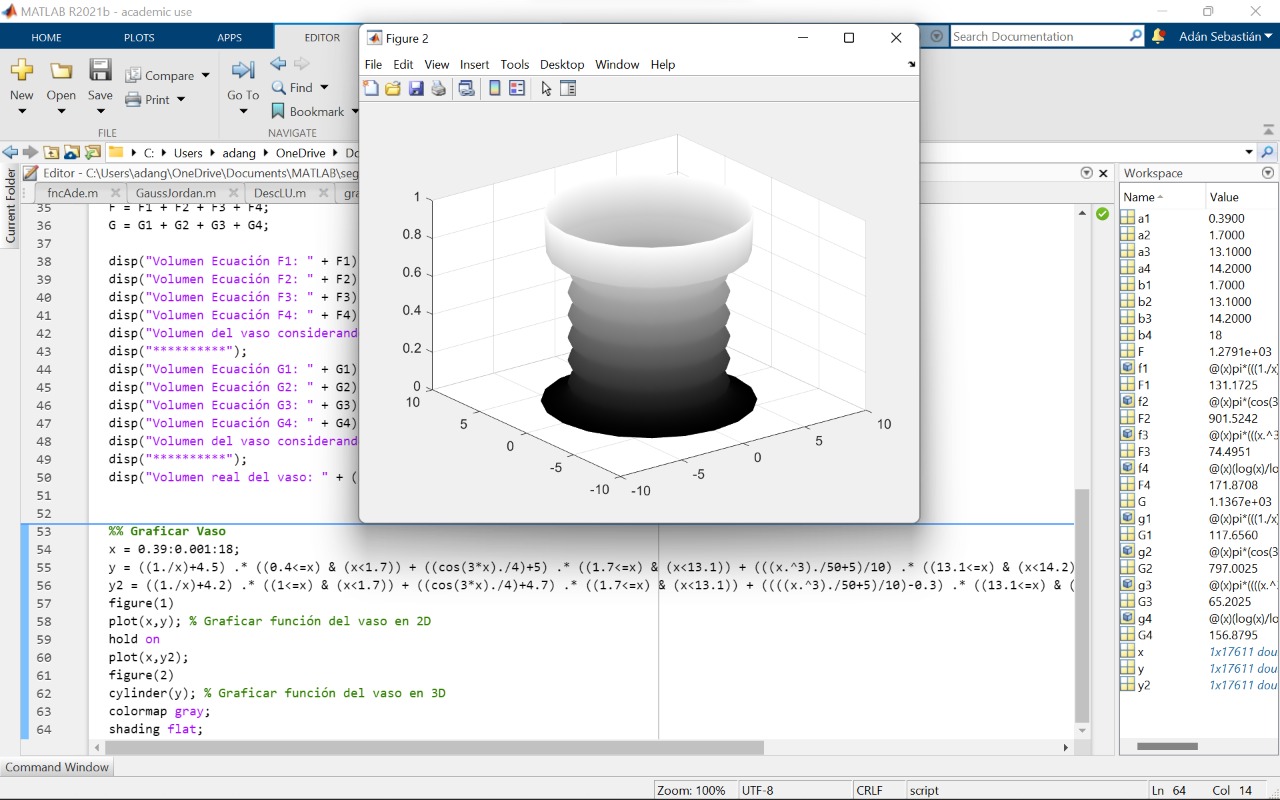 MATLAB R2021b - academic use
HOME PLOTS APPS EDITOR
Search Documentation
Adán Sebastián
New
Open
Save
Compare
Print
FILE
Go To
Find
Bookmark
NAVIGATE
C: Users adang OneDrive Do
Current Folder
Editor - C:\Users\adang\OneDrive\Documents\MATLAB\seg
fncAde.m GaussJordan.m DescLU.m gra
35 F = F1 + F2 + F3 + F4;
36 G = G1 + G2 + G3 + G4;
37
38 disp("Volumen Ecuación F1: " + F1)
39 disp("Volumen Ecuación F2: " + F2)
40 disp("Volumen Ecuación F3: " + F3)
41 disp("Volumen Ecuación F4: " + F4)
42 disp("Volumen del vaso considerand
43 disp("**********");
44 disp("Volumen Ecuación G1: " + G1)
45 disp("Volumen Ecuación G2: " + G2)
46 disp("Volumen Ecuación G3: " + G3)
47 disp("Volumen Ecuación G4: " + G4)
48 disp("Volumen del vaso considerand
49 disp("**********");
50 disp("Volumen real del vaso: " + (
51
52
53 %% Graficar Vaso
54 x = 0.39:0.001:18;
55 y = ((1./x)+4.5) .* ((0.4<=x) & (x<1.7)) + ((cos(3*x)./4)+5) .* ((1.7<=x) & (x<13.1)) + (((x.^3)./50+5)/10) .* ((13.1<=x) & (x<14.2)
56 y2 = ((1./x)+4.2) .* ((1<=x) & (x<1.7)) + ((cos(3*x)./4)+4.7) .* ((1.7<=x) & (x<13.1)) + ((((x.^3)./50+5)/10)-0.3) .* ((13.1<=x) & (
57 figure(1)
58 plot(x,y); % Graficar función del vaso en 2D
59 hold on
60 plot(x,y2);
61 figure(2)
62 cylinder(y); % Graficar función del vaso en 3D
63 colormap gray;
64 shading flat;
Figure 2
File Edit View Insert Tools Desktop Window Help
1
0.8
0.6
0.4
0.2
0
10
5
0
-5
-10
-10
-5
0
5
10
Workspace
Name Value
a1 0.3900
a2 1.7000
a3 13.1000
a4 14.2000
b1 1.7000
b2 13.1000
b3 14.2000
b4 18
F 1.2791e+03
f1 @(x)pi*(((1./x
F1 131.1725
f2 @(x)pi*(cos(3
F2 901.5242
f3 @(x)pi*(((x.^3
F3 74.4951
f4 @(x)(log(x)/lo
F4 171.8708
G 1.1367e+03
g1 @(x)pi*(((1./x
G1 117.6560
g2 @(x)pi*(cos(3
G2 797.0025
g3 @(x)pi*((((x.^
G3 65.2025
g4 @(x)(log(x)/lo
G4 156.8795
x 1x17611 dou
y 1x17611 dou
y2 1x17611 dou
Command Window
Zoom: 100% UTF-8 CRLF script Ln 64 Col 14